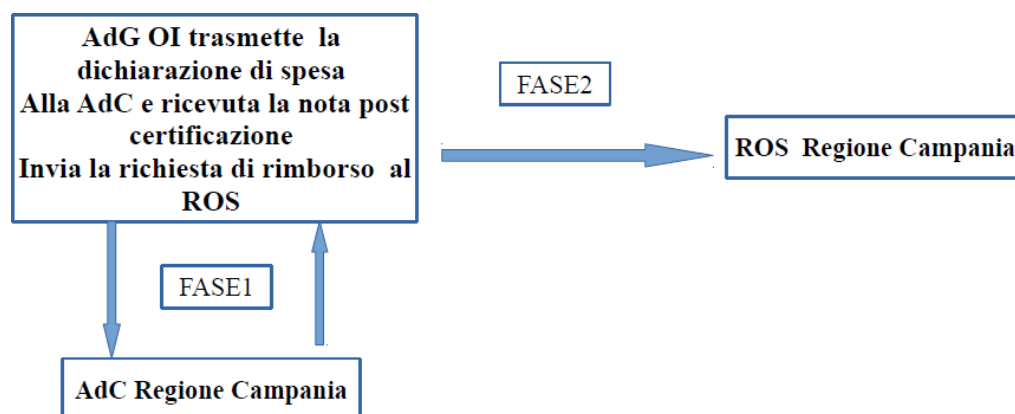 AdG OI trasmette la
dichiarazione di spesa
Alla AdC e ricevuta la nota post
certificazione
Invia la richiesta di rimborso al
ROS
FASE2
ROS Regione Campania
FASE1
AdC Regione Campania